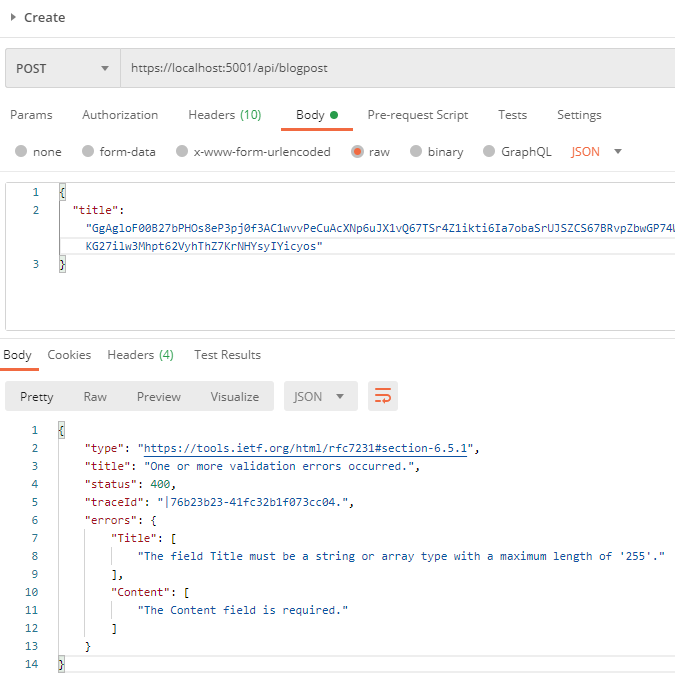 Create
POST https://localhost:5001/api/blogpost
Params Authorization Headers (10) Body Pre-request Script Tests Settings
none form-data x-www-form-urlencoded raw binary GraphQL JSON
1 {
2 "title":
"GgAgloF00B27bPHOs8eP3pj0f3AC1wvvPeCuAcXNp6uJX1vQ67TSr4Z1ikti6Ia7obaSrUJSZCS67BRvpZbwGP74
KG27ilw3Mhpt62VyhThZ7KrNHYsyIYicyos"
3 }
Body Cookies Headers (4) Test Results
Pretty Raw Preview Visualize JSON
1 {
2 "type": "https://tools.ietf.org/html/rfc7231#section-6.5.1",
3 "title": "One or more validation errors occurred.",
4 "status": 400,
5 "traceId": "|76b23b23-41fc32b1f073cc04.",
6 "errors": {
7 "Title": [
8 "The field Title must be a string or array type with a maximum length of '255'."
9 ],
10 "Content": [
11 "The Content field is required."
12 ]
13 }
14 }